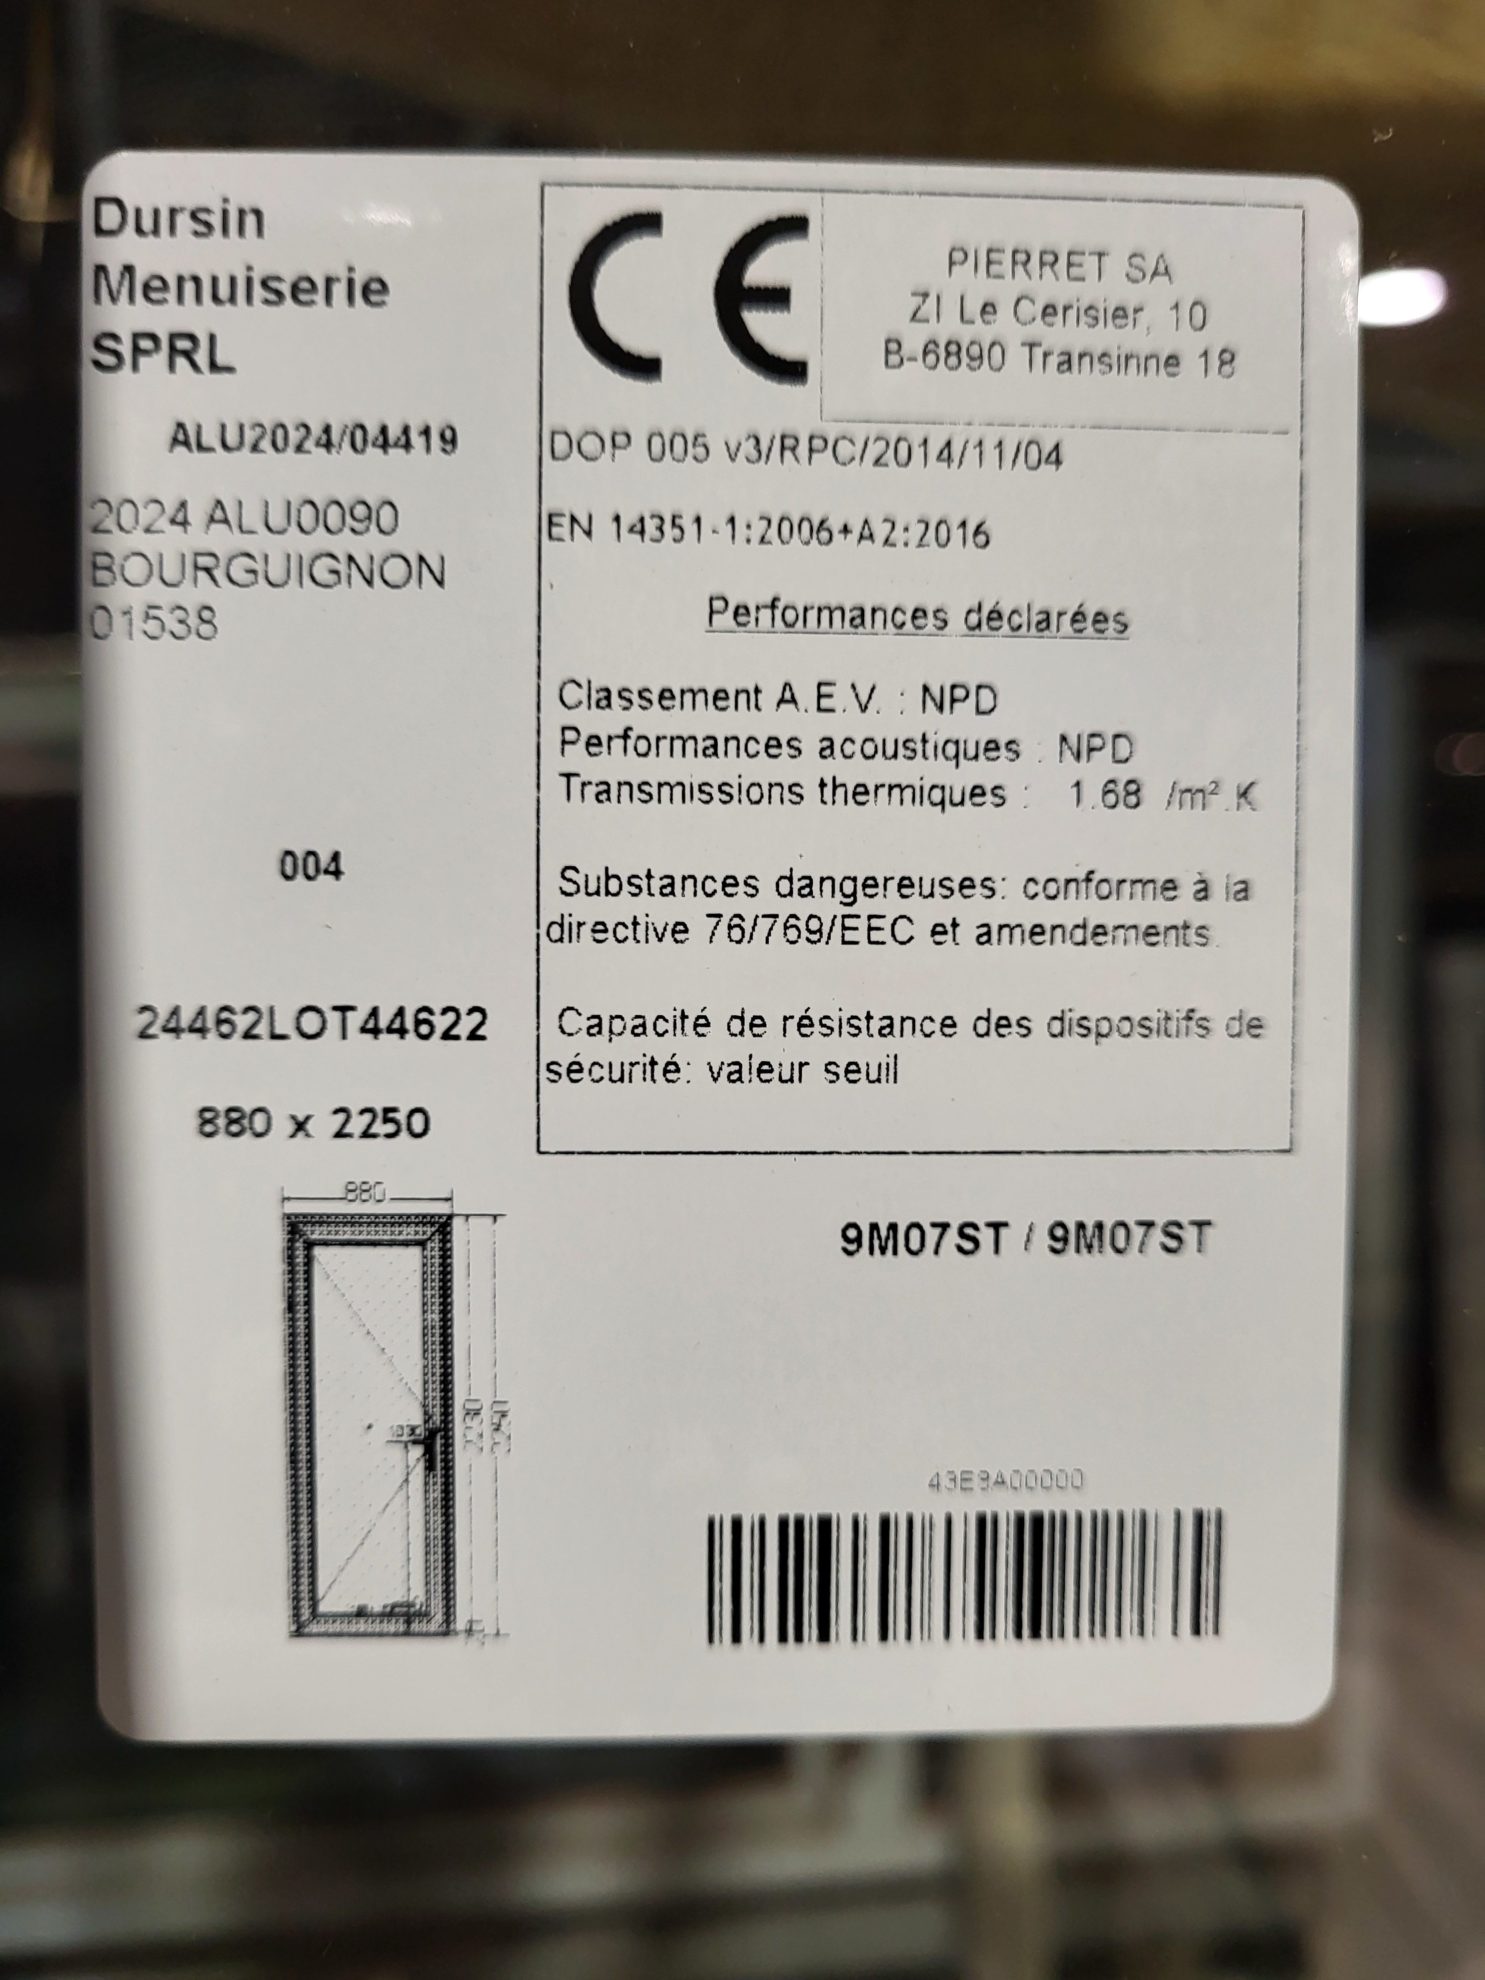 Dursin
Menuiserie
SPRL
ALU2024/04419
2024 ALU0090
BOURGUIGNON
01538
004
24462LOT44622
880 x 2250
880
2230
2250
CE
PIERRET SA
ZI Le Cerisier, 10
B-6890 Transinne 18
DOP 005 v3/RPC/2014/11/04
EN 14351-1:2006+A2:2016
Performances déclarées
Classement A.E.V. : NPD
Performances acoustiques : NPD
Transmissions thermiques : 1.68 /m².K
Substances dangereuses: conforme à la
directive 76/769/EEC et amendements.
Capacité de résistance des dispositifs de
sécurité: valeur seuil
9M07ST / 9M07ST
43E9A00000